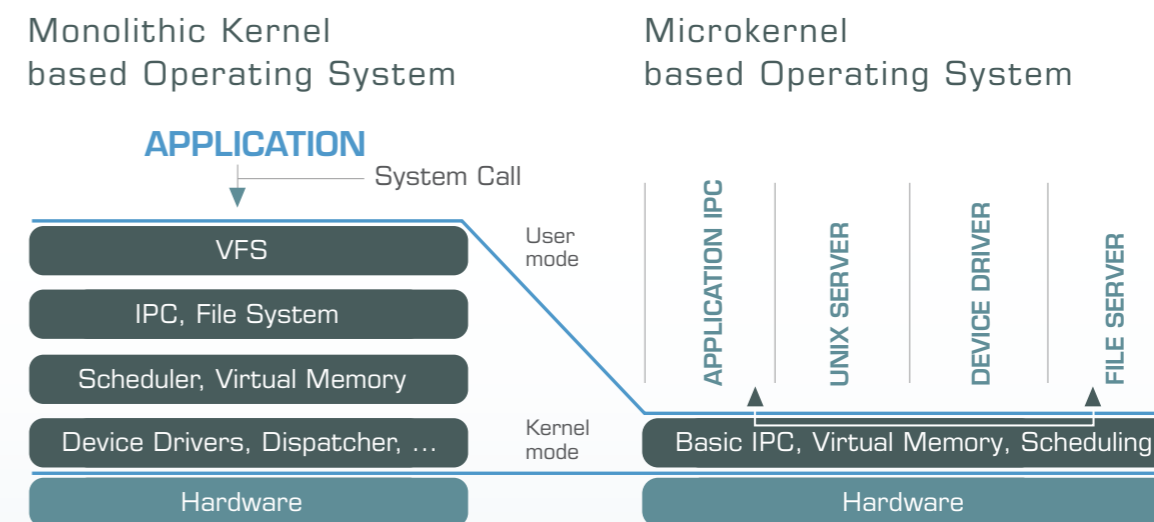 Monolithic Kernel
based Operating System
APPLICATION
System Call
VFS
IPC, File System
Scheduler, Virtual Memory
Device Drivers, Dispatcher, ...
Hardware
User
mode
Kernel
mode
Microkernel
based Operating System
APPLICATION IPC
UNIX SERVER
DEVICE DRIVER
FILE SERVER
Basic IPC, Virtual Memory, Scheduling
Hardware